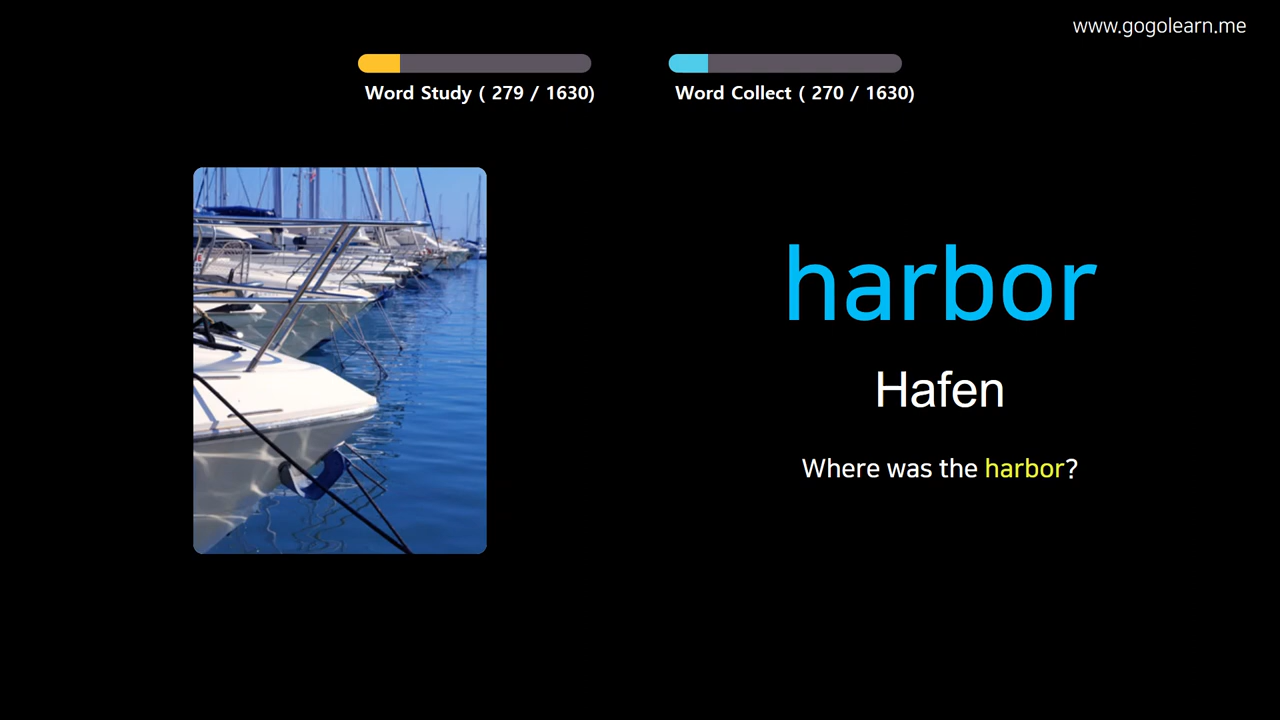 www.gogolearn.me
Word Study ( 279 / 1630)
Word Collect ( 270 / 1630)
harbor
Hafen
Where was the harbor?